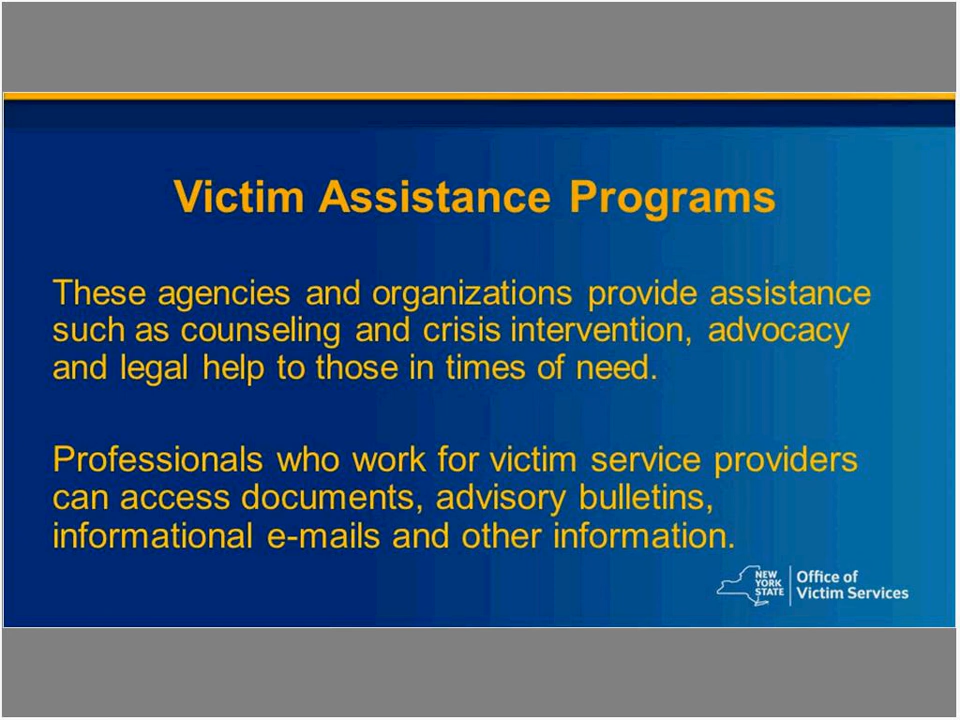 Victim Assistance Programs
These agencies and organizations provide assistance
such as counseling and crisis intervention, advocacy
and legal help to those in times of need.
Professionals who work for victim service providers
can access documents, advisory bulletins,
informational e-mails and other information.
NEW
YORK
STATE
Office of
Victim Services